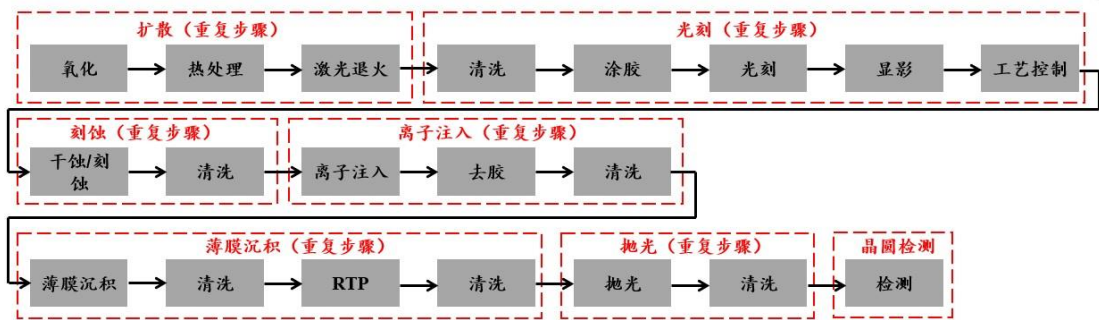 扩散（重复步骤）
氧化
热处理
激光退火
光刻（重复步骤）
清洗
涂胶
光刻
显影
工艺控制
刻蚀（重复步骤）
干蚀/刻
蚀
清洗
离子注入（重复步骤）
离子注入
去胶
清洗
薄膜沉积（重复步骤）
薄膜沉积
清洗
RTP
清洗
抛光（重复步骤）
抛光
清洗
晶圆检测
检测